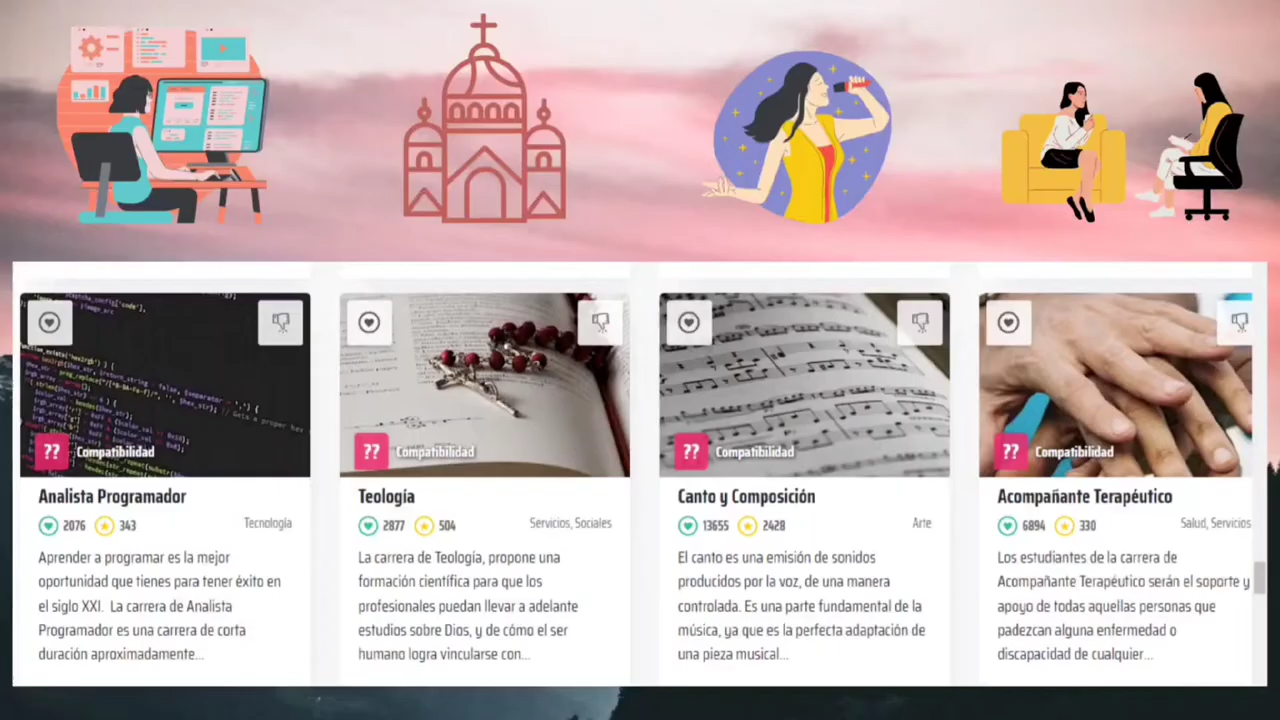 ?? Compatibilidad
Analista Programador
2076 343 Tecnología
Aprender a programar es la mejor
oportunidad que tienes para tener éxito en
el siglo XXI. La carrera de Analista
Programador es una carrera de corta
duración aproximadamente...
?? Compatibilidad
Teología
2877 504 Servicios, Sociales
La carrera de Teología, propone una
formación científica para que los
profesionales puedan llevar a adelante
estudios sobre Dios, y de cómo el ser
humano logra vincularse con...
?? Compatibilidad
Canto y Composición
13655 2428 Arte
El canto es una emisión de sonidos
producidos por la voz, de una manera
controlada. Es una parte fundamental de la
música, ya que es la perfecta adaptación de
una pieza musical...
?? Compatibilidad
Acompañante Terapéutico
6894 330 Salud, Servicios
Los estudiantes de la carrera de
Acompañante Terapéutico serán el soporte y
apoyo de todas aquellas personas que
padezcan alguna enfermedad o
discapacidad de cualquier...